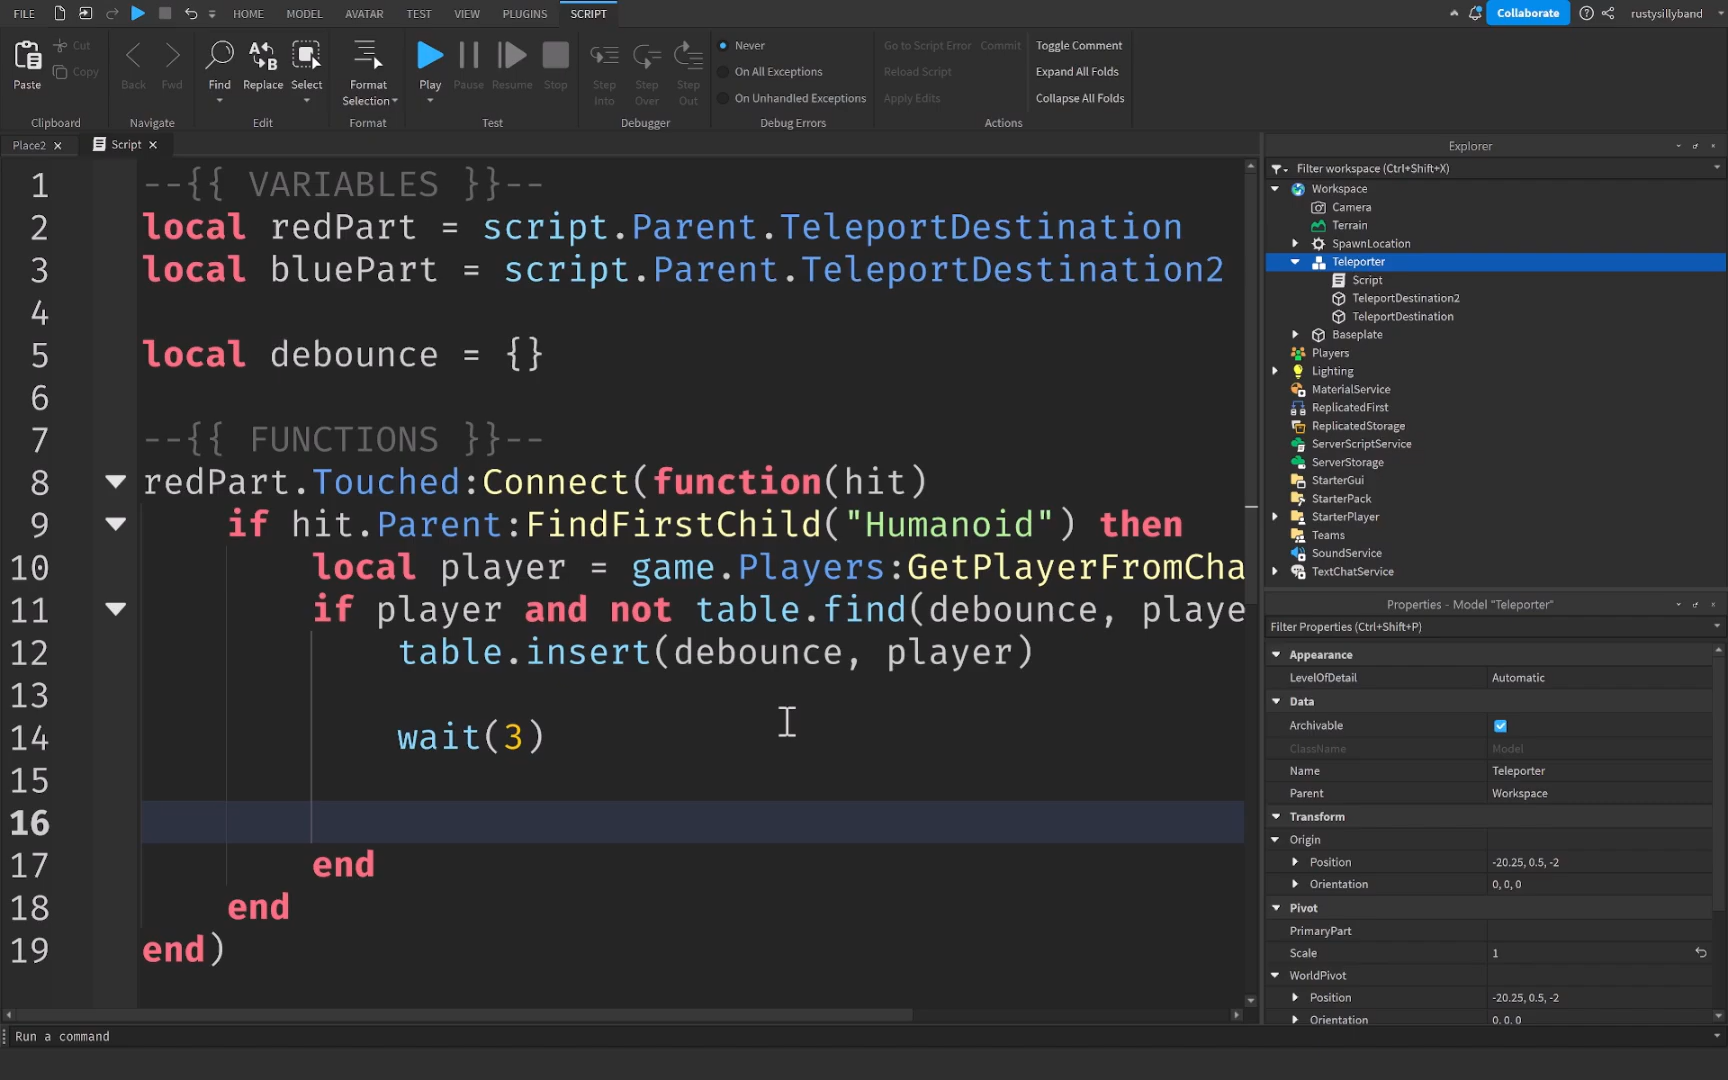 FILE HOME MODEL AVATAR TEST VIEW PLUGINS SCRIPT Collaborate rustysillyband
Paste Cut Copy Back Fwd Find Replace Select Format Selection Play Pause Resume Stop Step Into Step Over Step Out
Never
On All Exceptions
On Unhandled Exceptions
Go to Script Error Commit
Reload Script
Apply Edits
Toggle Comment
Expand All Folds
Collapse All Folds
Clipboard Navigate Edit Format Test Debugger Debug Errors Actions
Place2 Script
1 --{{ VARIABLES }}--
2 local redPart = script.Parent.TeleportDestination
3 local bluePart = script.Parent.TeleportDestination2
4
5 local debounce = {}
6
7 --{{ FUNCTIONS }}--
8 redPart.Touched:Connect(function(hit)
9 if hit.Parent:FindFirstChild("Humanoid") then
10 local player = game.Players:GetPlayerFromCha
11 if player and not table.find(debounce, playe
12 table.insert(debounce, player)
13
14 wait(3)
15
16
17 end
18 end
19 end)
Explorer
Filter workspace (Ctrl+Shift+X)
Workspace
Camera
Terrain
SpawnLocation
Teleporter
Script
TeleportDestination2
TeleportDestination
Baseplate
Players
Lighting
MaterialService
ReplicatedFirst
ReplicatedStorage
ServerScriptService
ServerStorage
StarterGui
StarterPack
StarterPlayer
Teams
SoundService
TextChatService
Properties - Model "Teleporter"
Filter Properties (Ctrl+Shift+P)
Appearance
LevelOfDetail Automatic
Data
Archivable
ClassName Model
Name Teleporter
Parent Workspace
Transform
Origin
Position -20.25, 0.5, -2
Orientation 0, 0, 0
Pivot
PrimaryPart
Scale 1
WorldPivot
Position -20.25, 0.5, -2
Orientation 0, 0, 0
Run a command